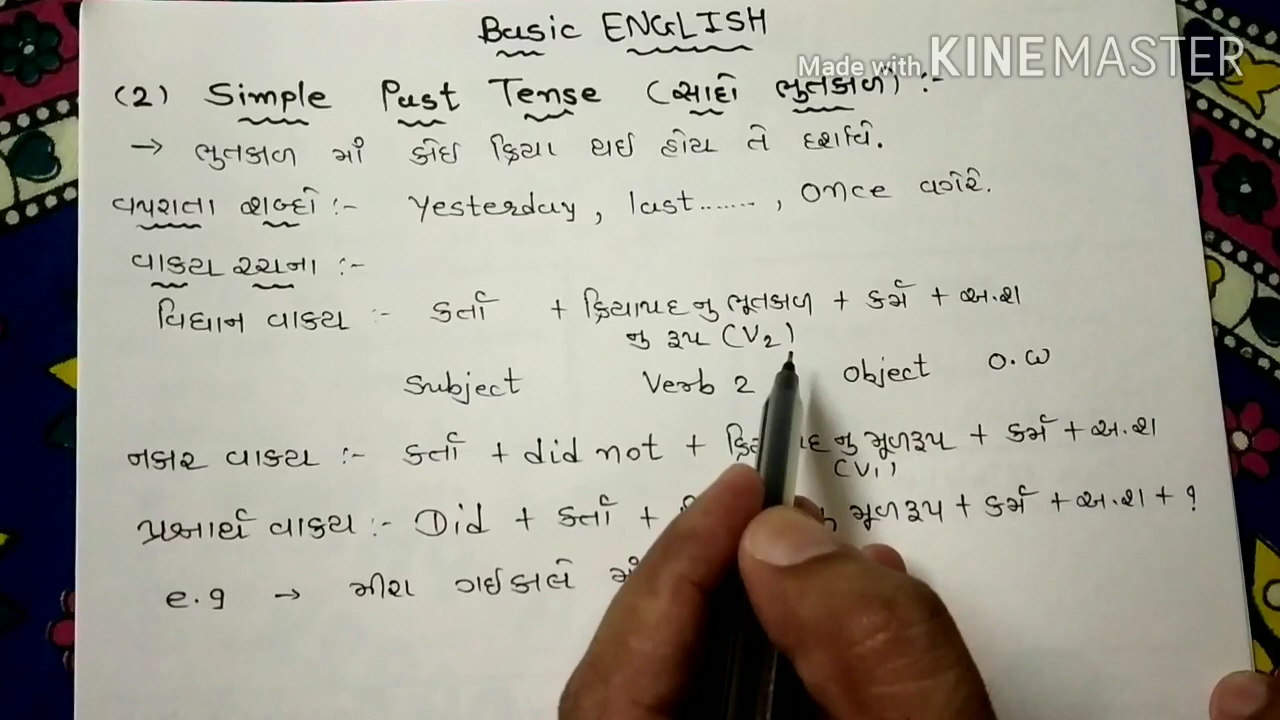 Basic ENGLISH
Made with KINEMASTER
(2) Simple Past Tense (સાદો ભુતકાળ) :-
→ ભુતકાળ માં કોઇ ક્રિયા થઇ હોય તે દર્શાવે.
વપરાતા શબ્દો :- Yesterday, last......., Once વગેરે.
વાક્ય રચના :-
વિધાન વાક્ય :- કર્તા + ક્રિયાપદ નુ ભૂતકાળ + કર્મ + અ.શ
નુ રૂપ (V2)
Subject Verb 2 Object O.W
નકાર વાક્ય :- કર્તા + did not + નુ મૂળરૂપ + કર્મ + અ.શ
(V1)
પ્રશ્નાર્થ વાક્ય :- Did + કર્તા + મૂળરૂપ + કર્મ + અ.શ + ?
e.g → મીરા ગઇકાલે